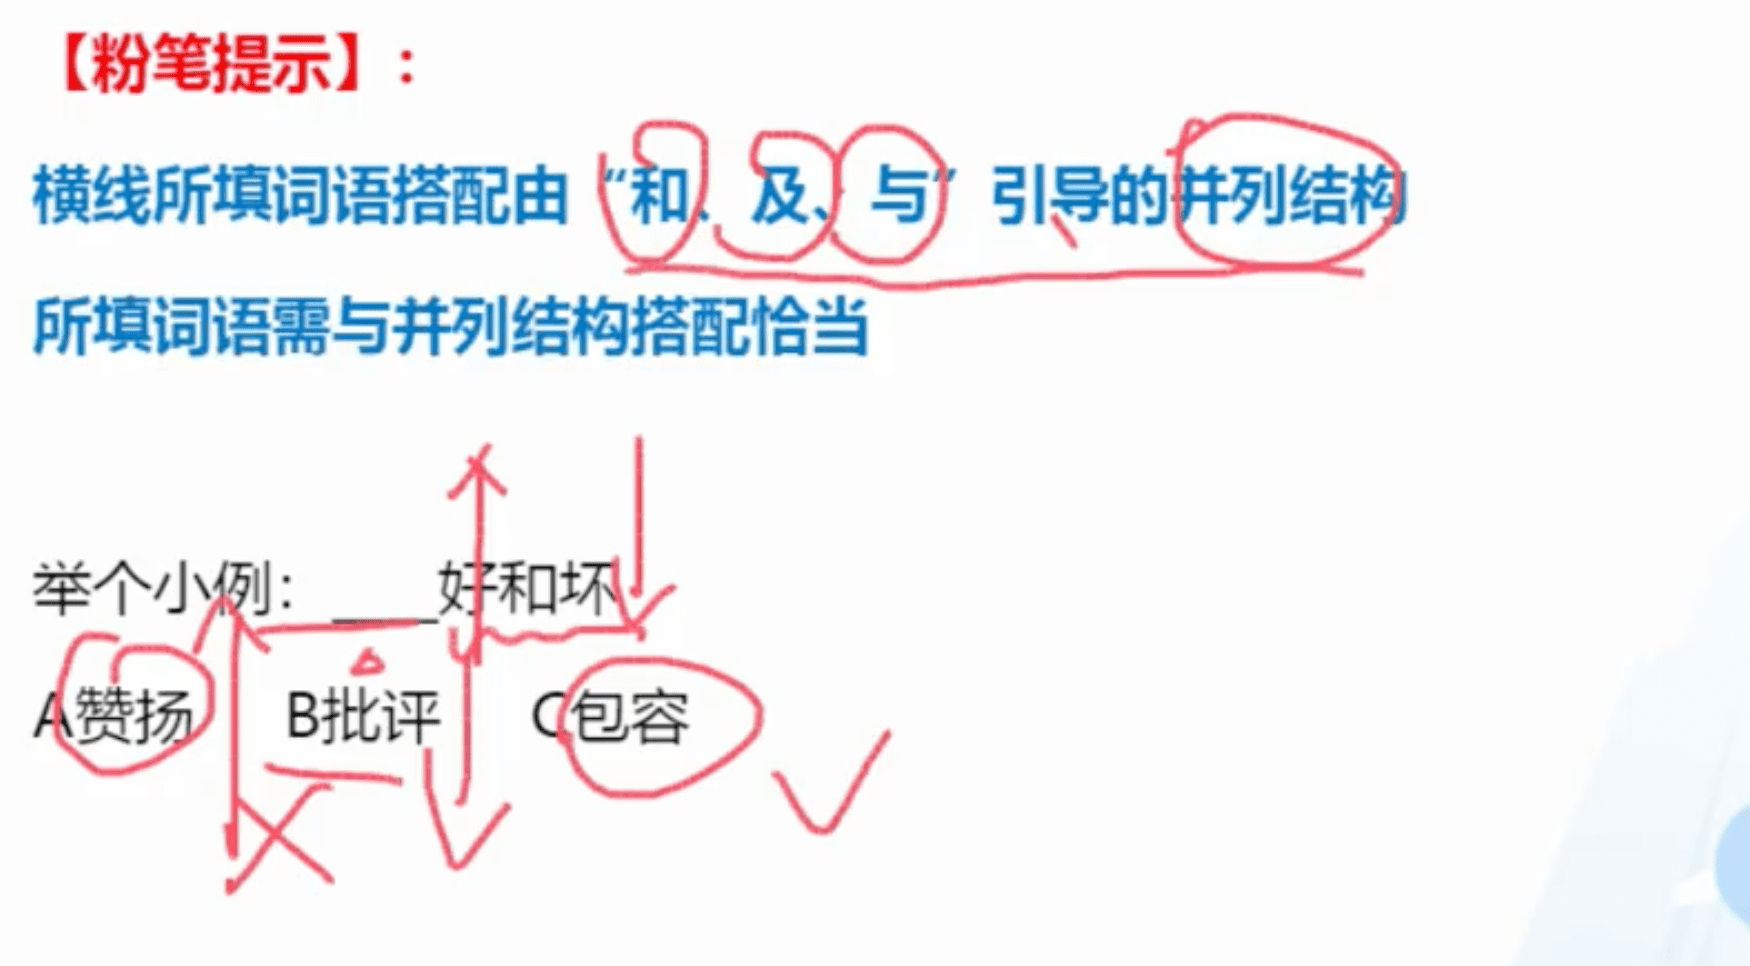 【粉笔提示】:
横线所填词语搭配由“和、及、与”引导的并列结构
所填词语需与并列结构搭配恰当
举个小例：____好和坏
A赞扬 B批评 C包容